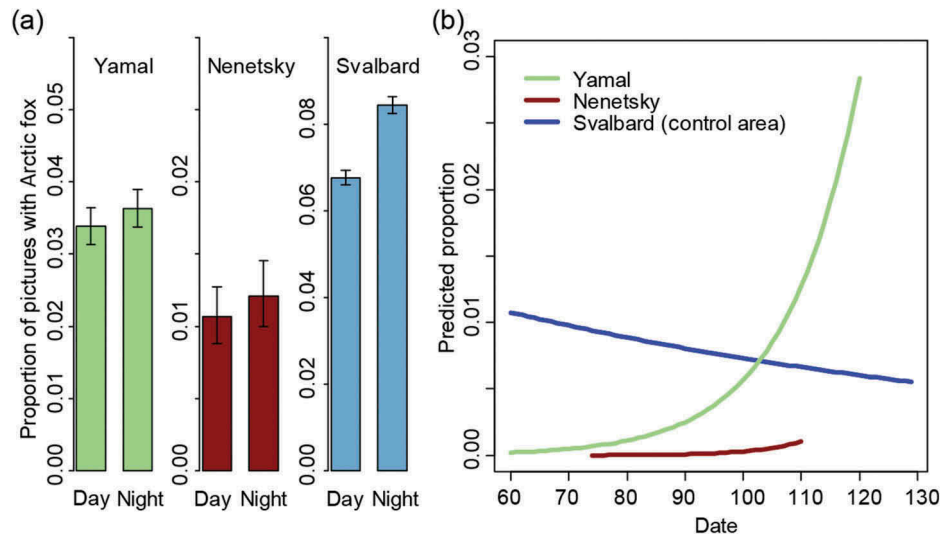 (a)
Yamal
Nenetsky
Svalbard
Proportion of pictures with Arctic fox
0.00 0.01 0.02 0.03 0.04 0.05
0.00 0.01 0.02
0.00 0.02 0.04 0.06 0.08
Day Night
Day Night
Day Night
(b)
Yamal
Nenetsky
Svalbard (control area)
Predicted proportion
0.00 0.01 0.02 0.03
60 70 80 90 100 110 120 130
Date